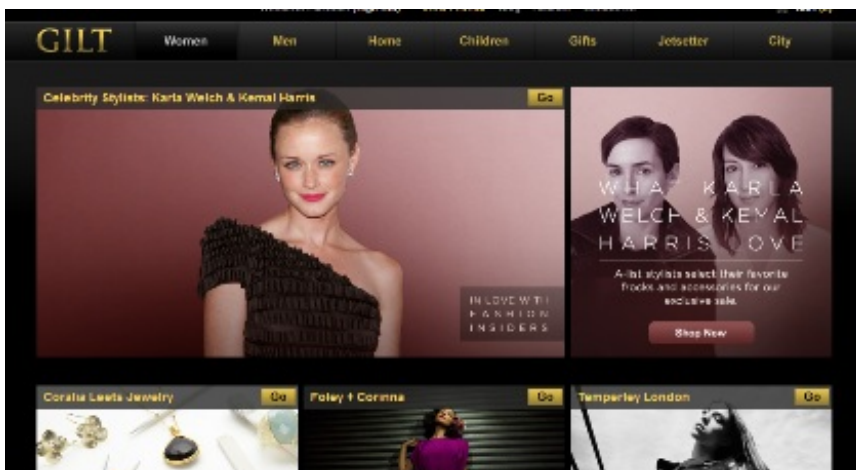 GILT
Women Men Home Children Gifts Jetsetter City
Celebrity Stylists: Karla Welch & Kemal Harris Go
WHAT KARLA
WELCH & KEMAL
HARRIS LOVE
A-list stylists select their favorite
frocks and accessories for our
exclusive sale.
Shop Now
IN LOVE WITH
FASHION
INSIDERS
Coralia Leets Jewelry Go
Foley + Corinna Go
Temperley London Go